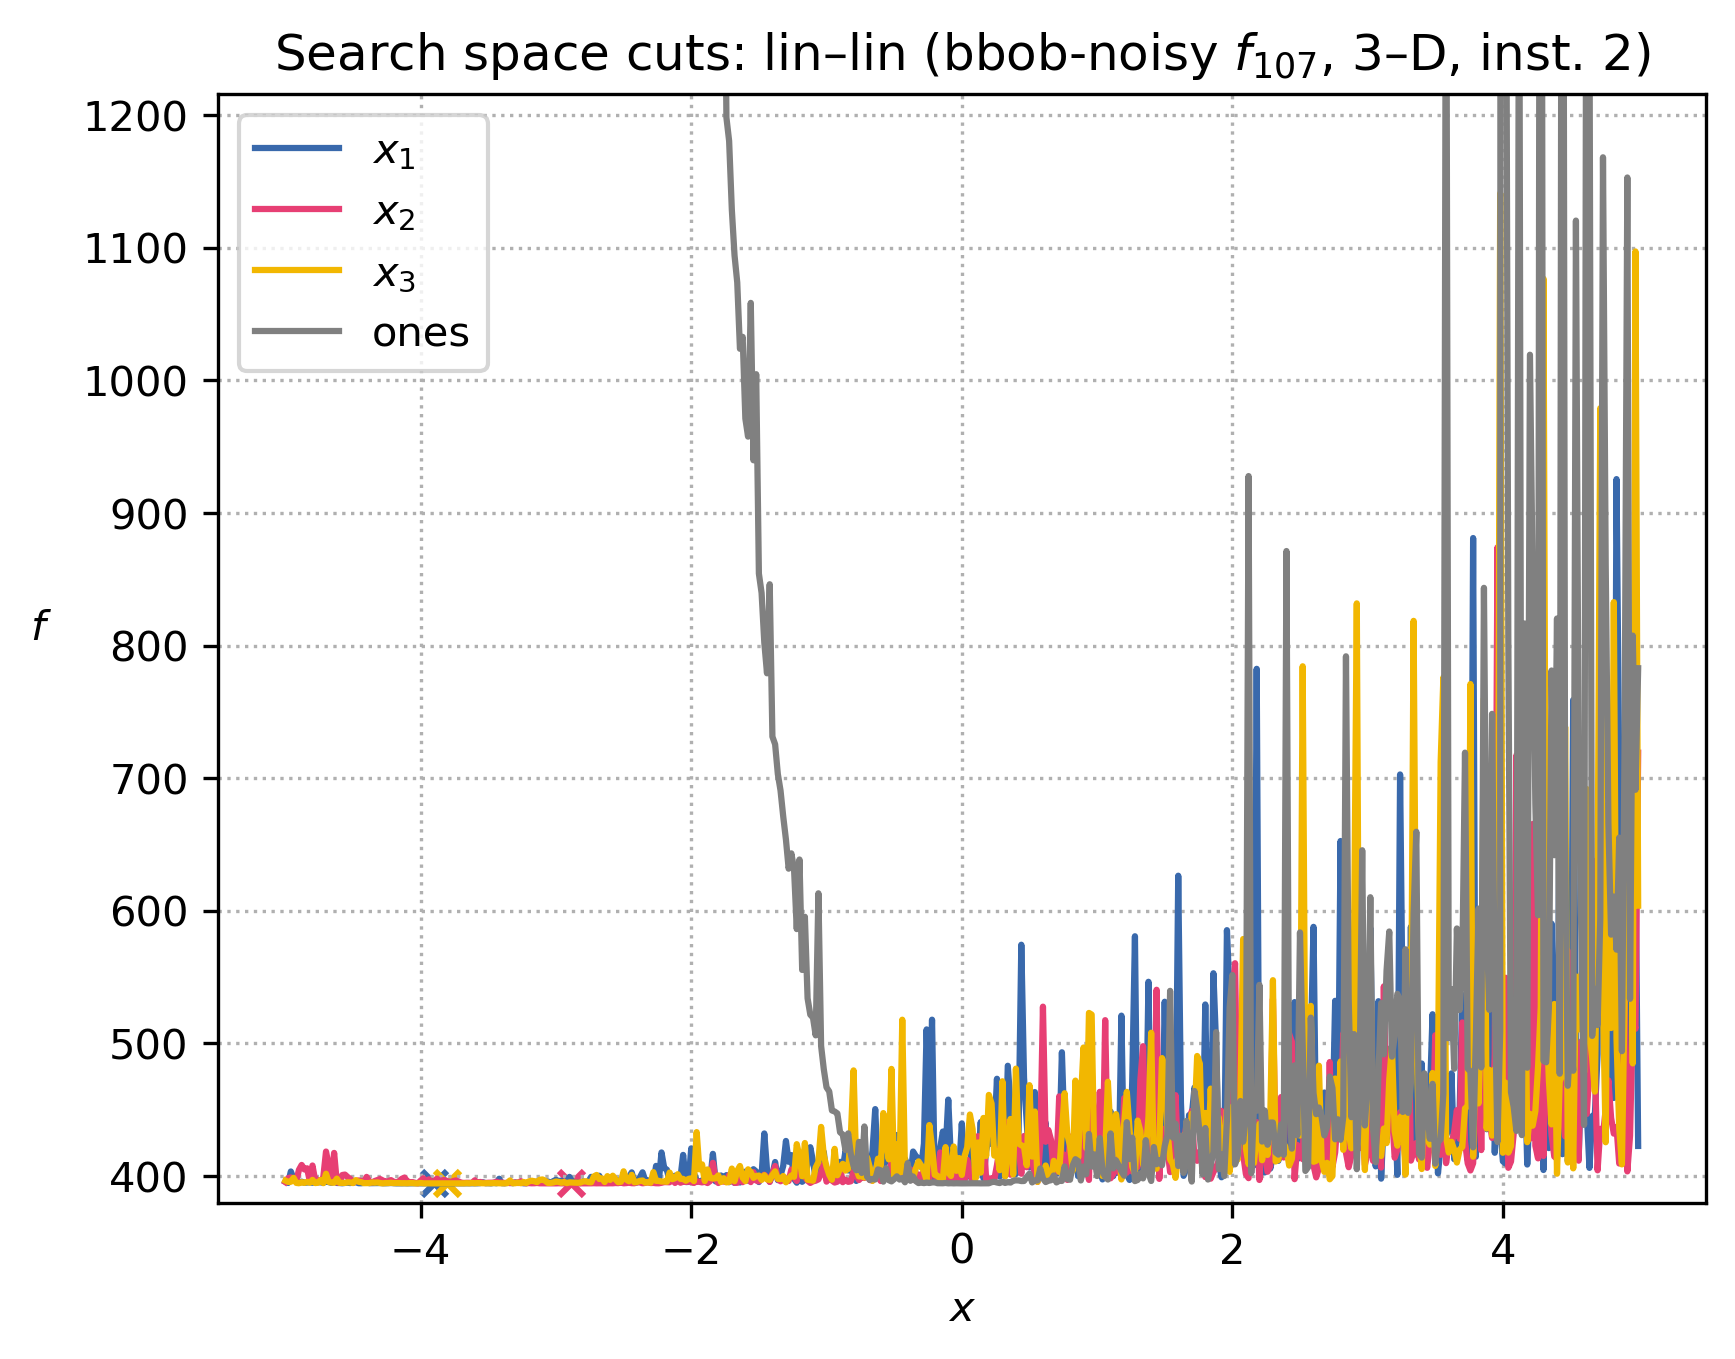 Search space cuts: lin–lin (bbob-noisy f₁₀₇, 3–D, inst. 2)
1200
1100
1000
900
800
700
600
500
400
f
x₁
x₂
x₃
ones
−4 −2 0 2 4
x